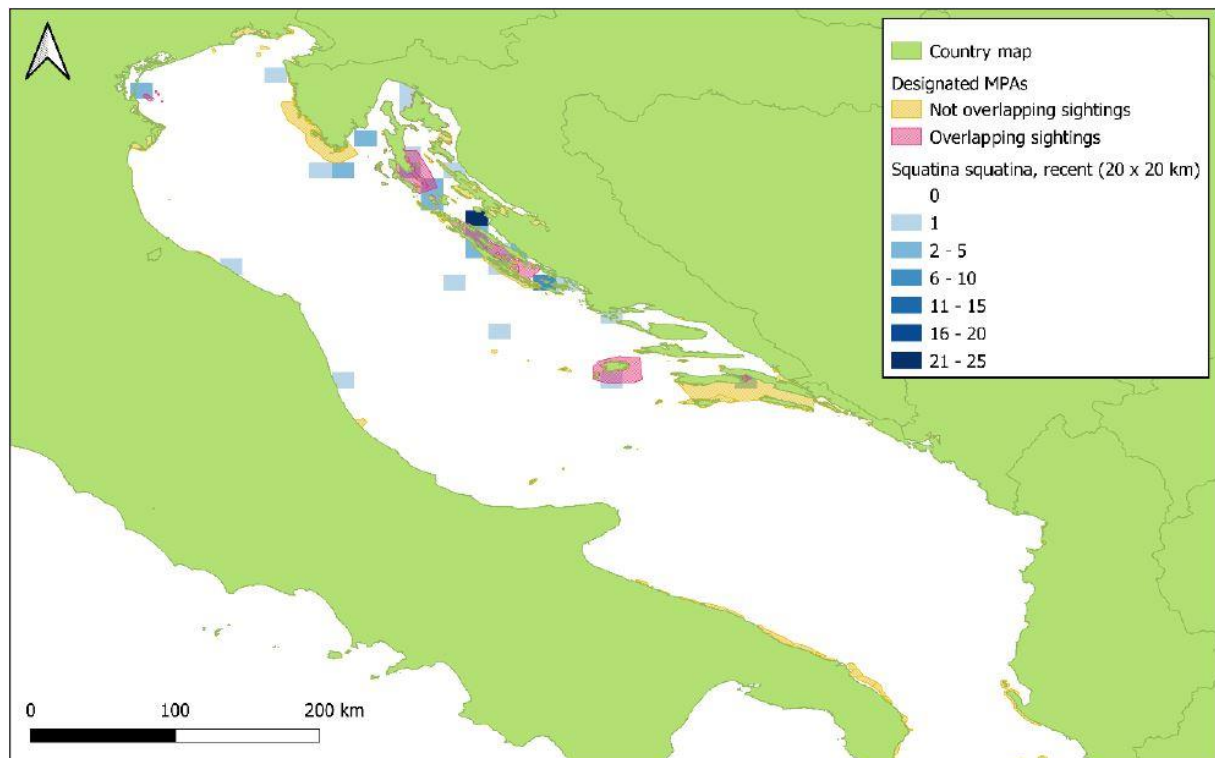 Country map
Designated MPAs
Not overlapping sightings
Overlapping sightings
Squatina squatina, recent (20 x 20 km)
0
1
2 - 5
6 - 10
11 - 15
16 - 20
21 - 25
0 100 200 km